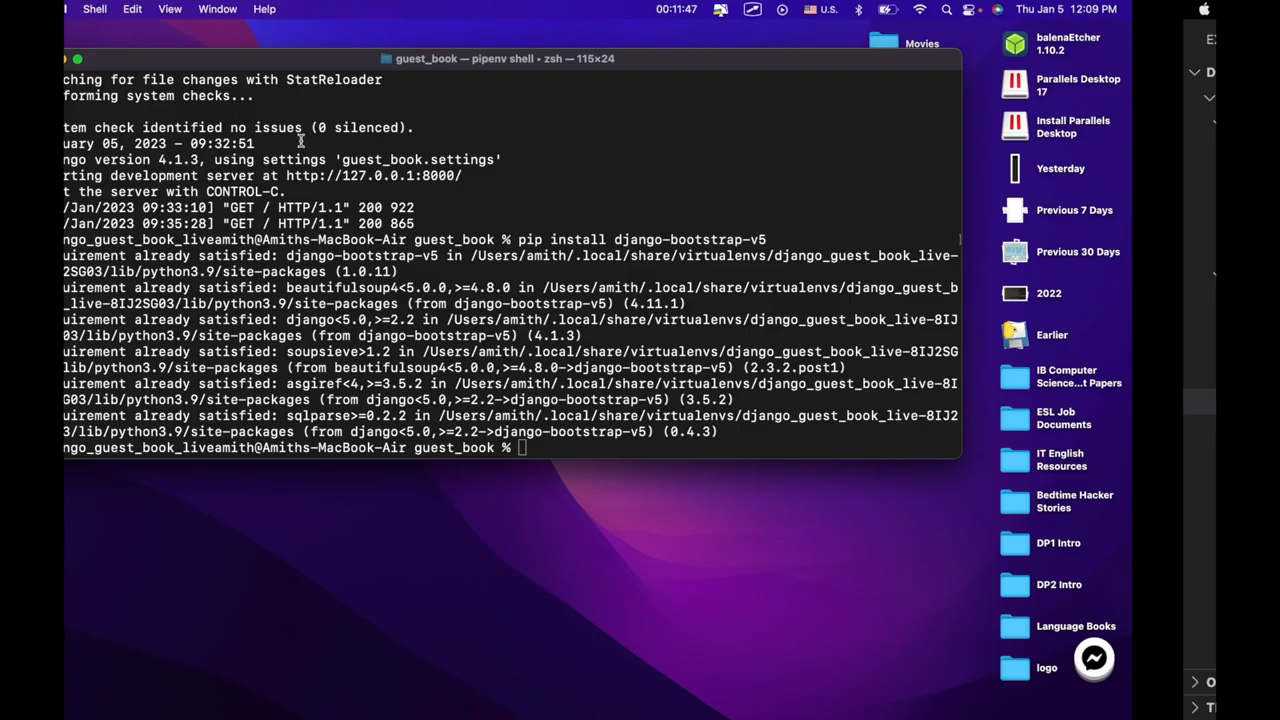 Shell Edit View Window Help 00:11:47 U.S. Thu Jan 5 12:09 PM
Movies
guest_book — pipenv shell • zsh — 115×24
ching for file changes with StatReloader
forming system checks...
tem check identified no issues (0 silenced).
uary 05, 2023 - 09:32:51
ngo version 4.1.3, using settings 'guest_book.settings'
rting development server at http://127.0.0.1:8000/
t the server with CONTROL-C.
/Jan/2023 09:33:10] "GET / HTTP/1.1" 200 922
/Jan/2023 09:35:28] "GET / HTTP/1.1" 200 865
ngo_guest_book_liveamith@Amiths-MacBook-Air guest_book % pip install django-bootstrap-v5
uirement already satisfied: django-bootstrap-v5 in /Users/amith/.local/share/virtualenvs/django_guest_book_live-
2SG03/lib/python3.9/site-packages (1.0.11)
uirement already satisfied: beautifulsoup4<5.0.0,>=4.8.0 in /Users/amith/.local/share/virtualenvs/django_guest_b
_live-8IJ2SG03/lib/python3.9/site-packages (from django-bootstrap-v5) (4.11.1)
uirement already satisfied: django<5.0,>=2.2 in /Users/amith/.local/share/virtualenvs/django_guest_book_live-8IJ
G03/lib/python3.9/site-packages (from django-bootstrap-v5) (4.1.3)
uirement already satisfied: soupsieve>1.2 in /Users/amith/.local/share/virtualenvs/django_guest_book_live-8IJ2SG
/lib/python3.9/site-packages (from beautifulsoup4<5.0.0,>=4.8.0->django-bootstrap-v5) (2.3.2.post1)
uirement already satisfied: asgiref<4,>=3.5.2 in /Users/amith/.local/share/virtualenvs/django_guest_book_live-8I
G03/lib/python3.9/site-packages (from django<5.0,>=2.2->django-bootstrap-v5) (3.5.2)
uirement already satisfied: sqlparse>=0.2.2 in /Users/amith/.local/share/virtualenvs/django_guest_book_live-8IJ2
3/lib/python3.9/site-packages (from django<5.0,>=2.2->django-bootstrap-v5) (0.4.3)
ngo_guest_book_liveamith@Amiths-MacBook-Air guest_book %
balenaEtcher
1.10.2
Parallels Desktop
17
Install Parallels
Desktop
Yesterday
Previous 7 Days
Previous 30 Days
2022
Earlier
IB Computer
Science...t Papers
ESL Job
Documents
IT English
Resources
Bedtime Hacker
Stories
DP1 Intro
DP2 Intro
Language Books
logo